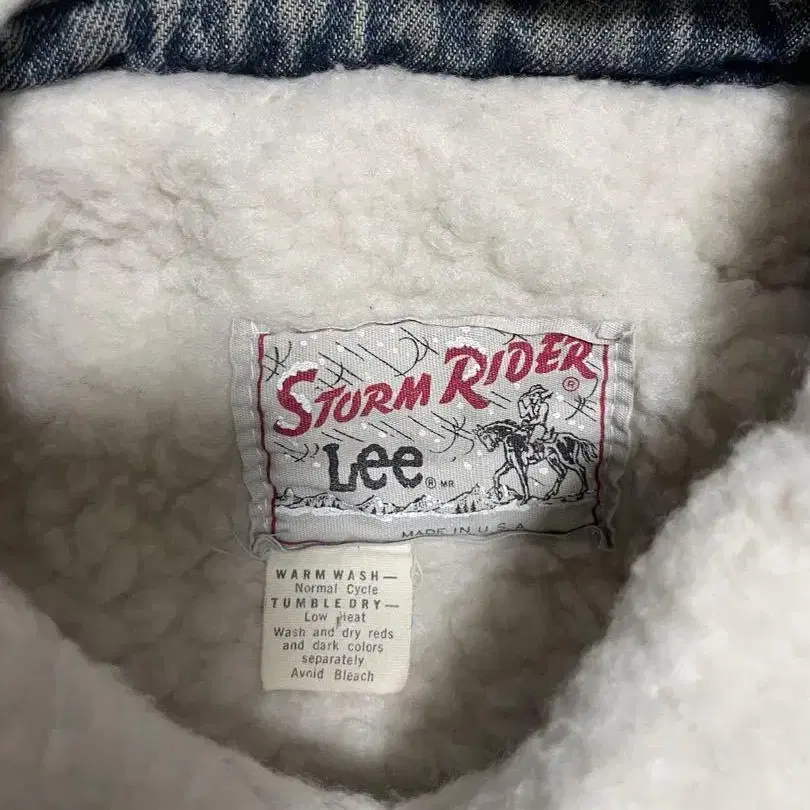 STORM RIDER ®
Lee ® MR
MADE IN U.S.A
WARM WASH—
Normal Cycle
TUMBLE DRY—
Low Heat
Wash and dry reds
and dark colors
separately
Avoid Bleach